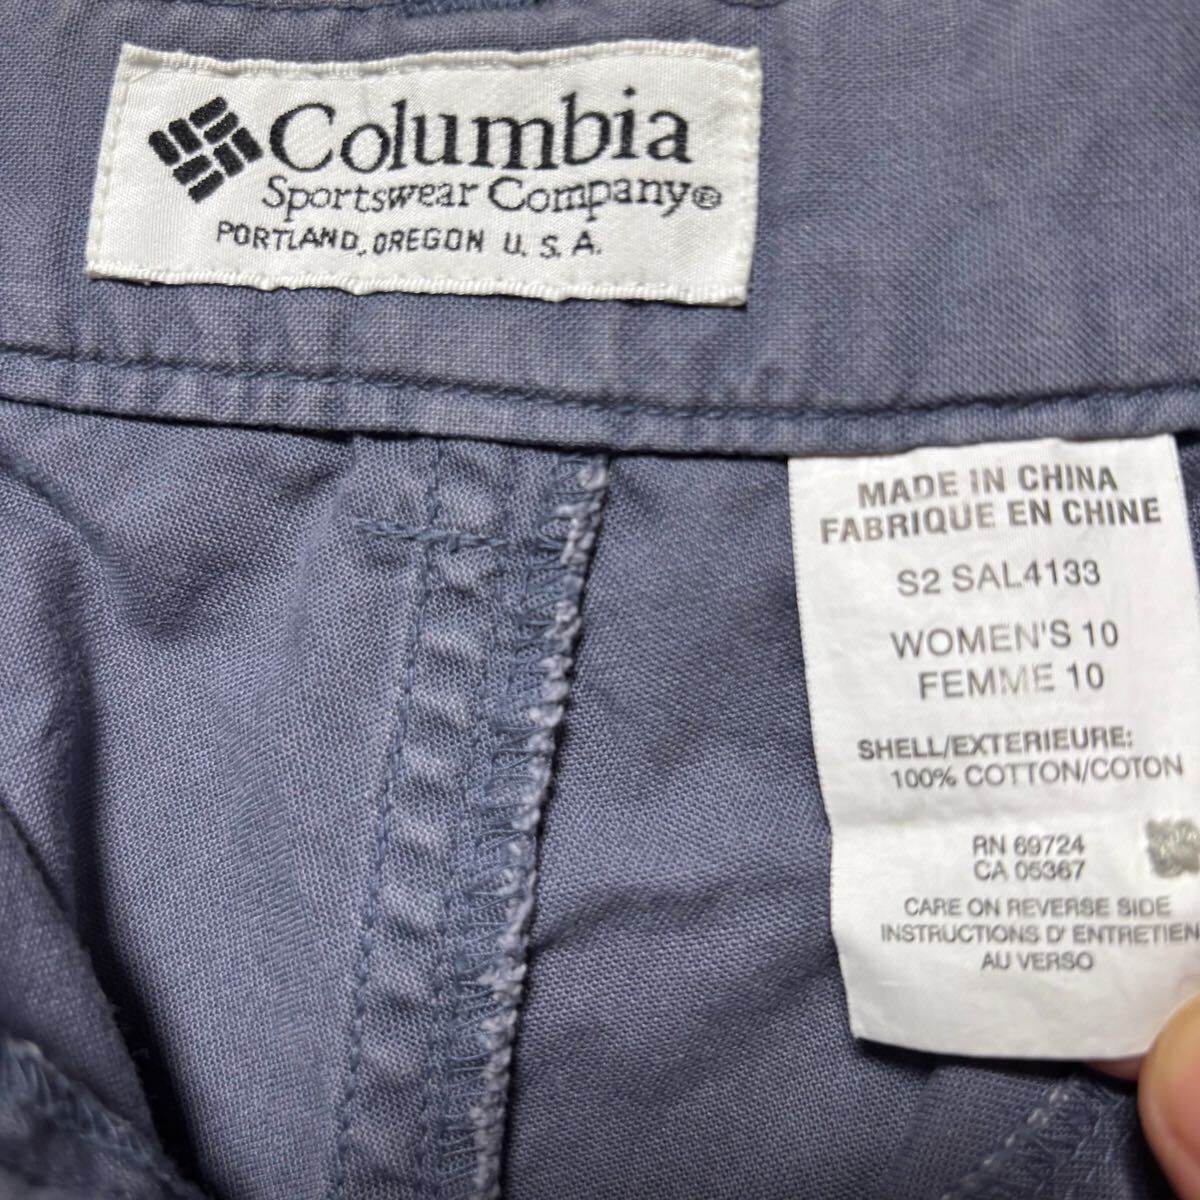 Columbia
Sportswear Company®
PORTLAND, OREGON U.S.A.
MADE IN CHINA
FABRIQUE EN CHINE
S2 SAL4133
WOMEN'S 10
FEMME 10
SHELL/EXTERIEURE:
100% COTTON/COTON
RN 69724
CA 05367
CARE ON REVERSE SIDE
INSTRUCTIONS D' ENTRETIEN
AU VERSO